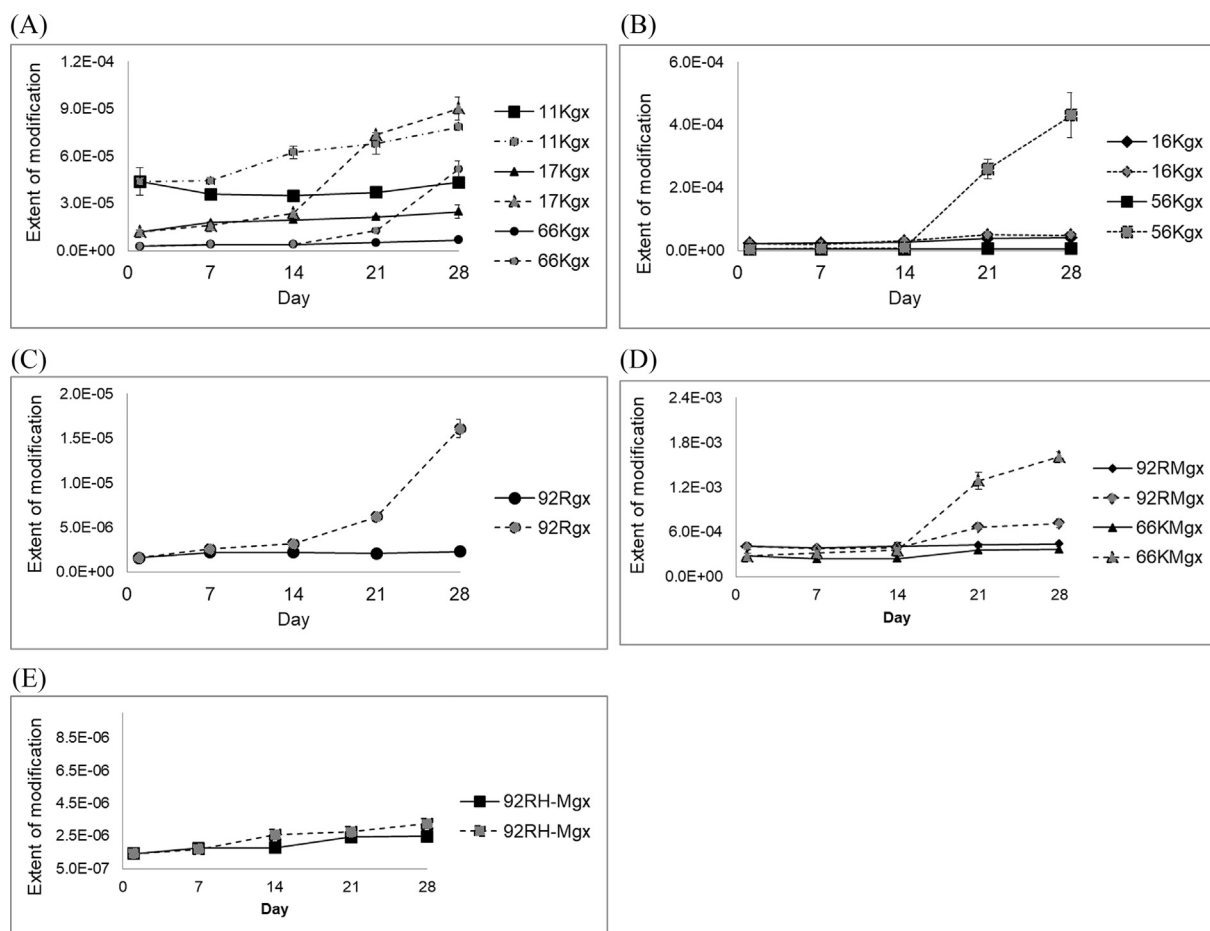 (A)
Extent of modification
1.2E-04
9.0E-05
6.0E-05
3.0E-05
0.0E+00
0 7 14 21 28
Day
11Kgx
11Kgx
17Kgx
17Kgx
66Kgx
66Kgx
(B)
Extent of modification
6.0E-04
4.0E-04
2.0E-04
0.0E+00
0 7 14 21 28
Day
16Kgx
16Kgx
56Kgx
56Kgx
(C)
Extent of modification
2.0E-05
1.5E-05
1.0E-05
5.0E-06
0.0E+00
0 7 14 21 28
Day
92Rgx
92Rgx
(D)
Extent of modification
2.4E-03
1.8E-03
1.2E-03
6.0E-04
0.0E+00
0 7 14 21 28
Day
92RMgx
92RMgx
66KMgx
66KMgx
(E)
Extent of modification
8.5E-06
6.5E-06
4.5E-06
2.5E-06
5.0E-07
0 7 14 21 28
Day
92RH-Mgx
92RH-Mgx